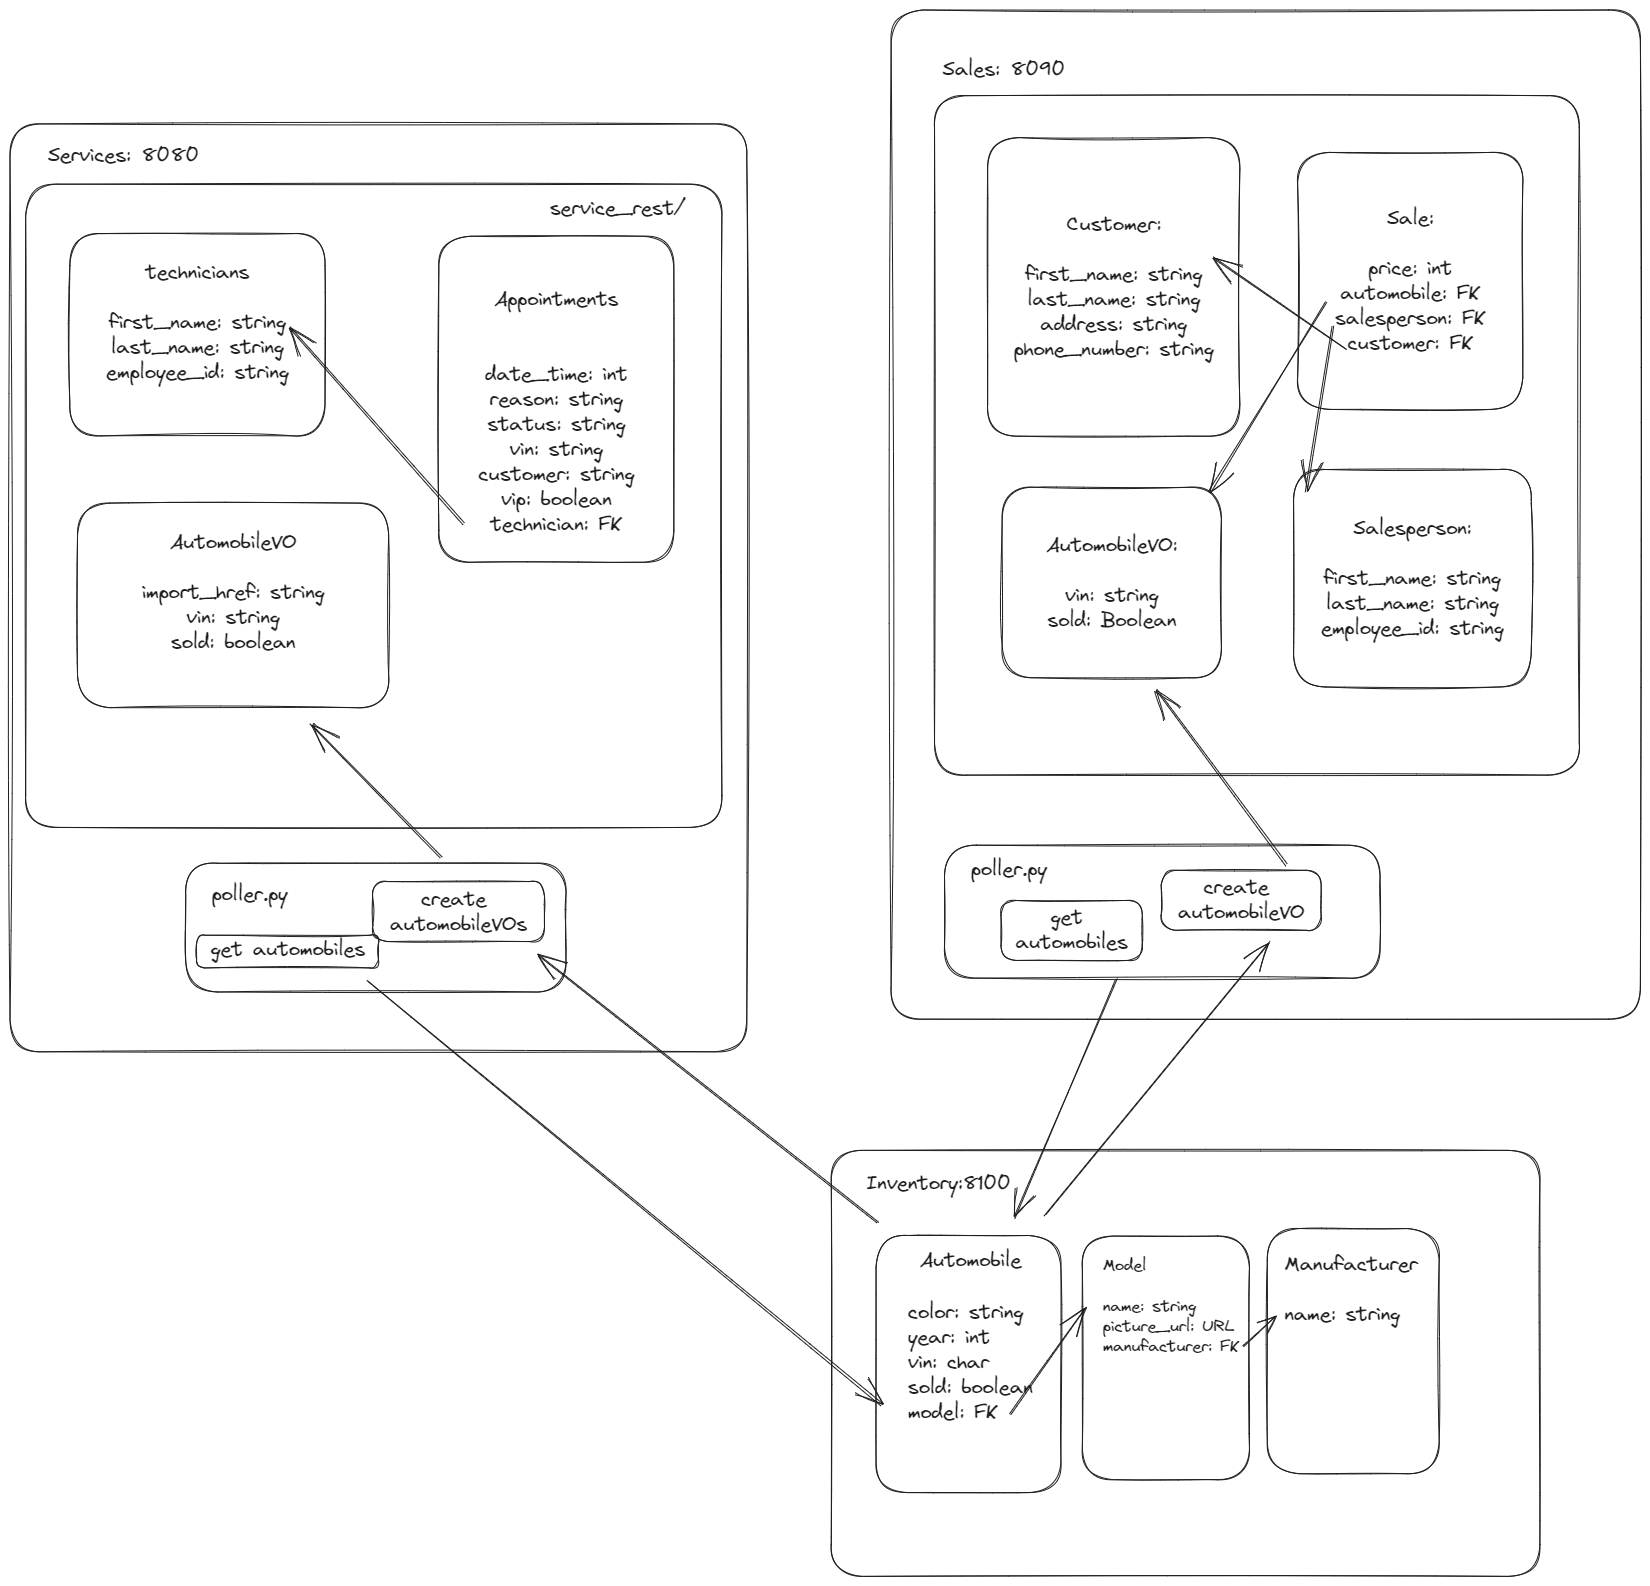 Services: 8080
service_rest/
technicians
first_name: string
last_name: string
employee_id: string
Appointments
date_time: int
reason: string
status: string
vin: string
customer: string
vip: boolean
technician: FK
AutomobileVO
import_href: string
vin: string
sold: boolean
poller.py
create
automobileVOs
get automobiles
Sales: 8090
Customer:
first_name: string
last_name: string
address: string
phone_number: string
Sale:
price: int
automobile: FK
salesperson: FK
customer: FK
AutomobileVO:
vin: string
sold: Boolean
Salesperson:
first_name: string
last_name: string
employee_id: string
poller.py
get
automobiles
create
automobileVO
Inventory:8100
Automobile
color: string
year: int
vin: char
sold: boolean
model: FK
Model
name: string
picture_url: URL
manufacturer: FK
Manufacturer
name: string